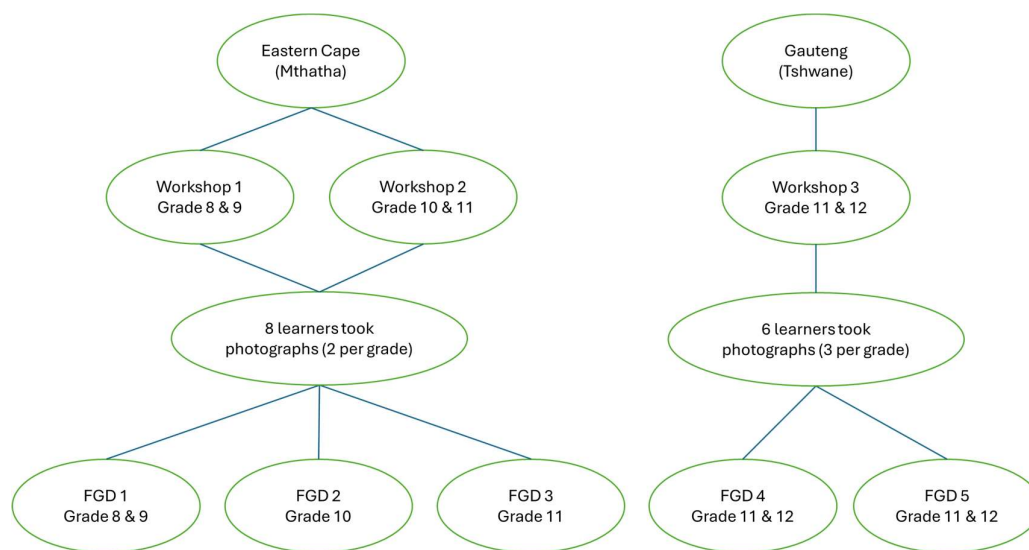 Eastern Cape
(Mthatha)
Gauteng
(Tshwane)
Workshop 1
Grade 8 & 9
Workshop 2
Grade 10 & 11
Workshop 3
Grade 11 & 12
8 learners took
photographs (2 per grade)
6 learners took
photographs (3 per grade)
FGD 1
Grade 8 & 9
FGD 2
Grade 10
FGD 3
Grade 11
FGD 4
Grade 11 & 12
FGD 5
Grade 11 & 12